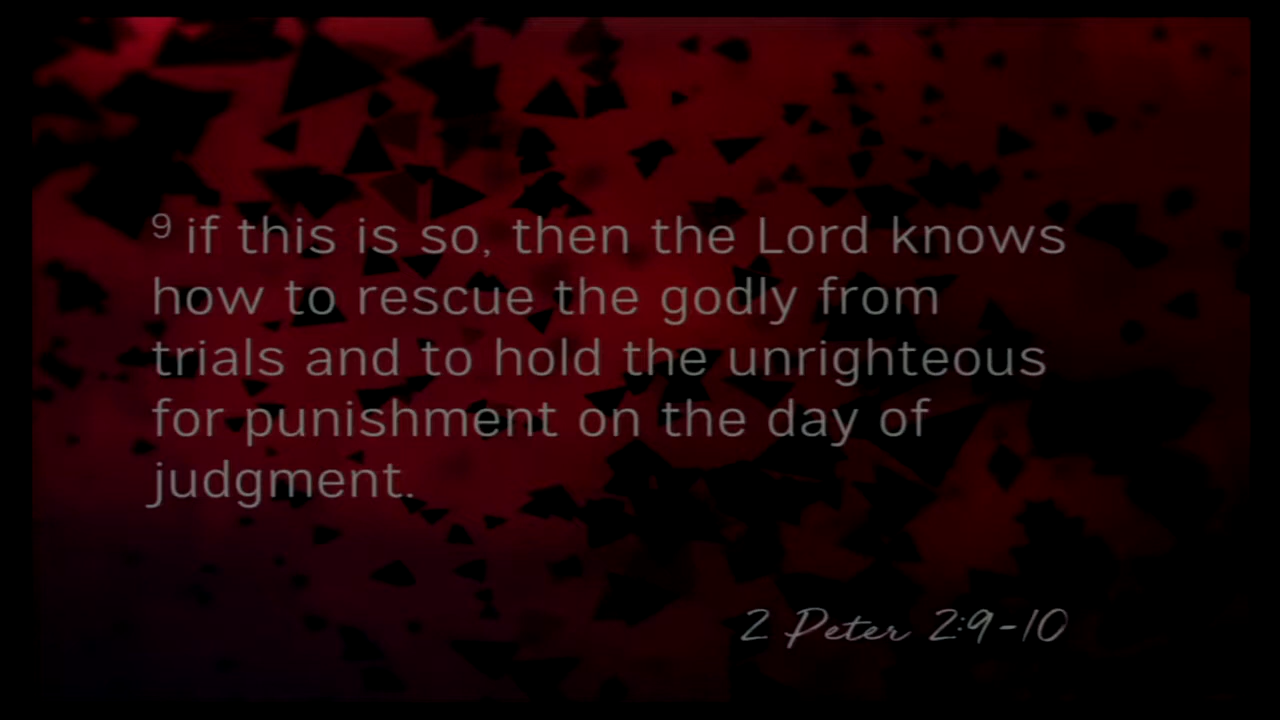 9 if this is so, then the Lord knows
how to rescue the godly from
trials and to hold the unrighteous
for punishment on the day of
judgment.
2 Peter 2:9-10